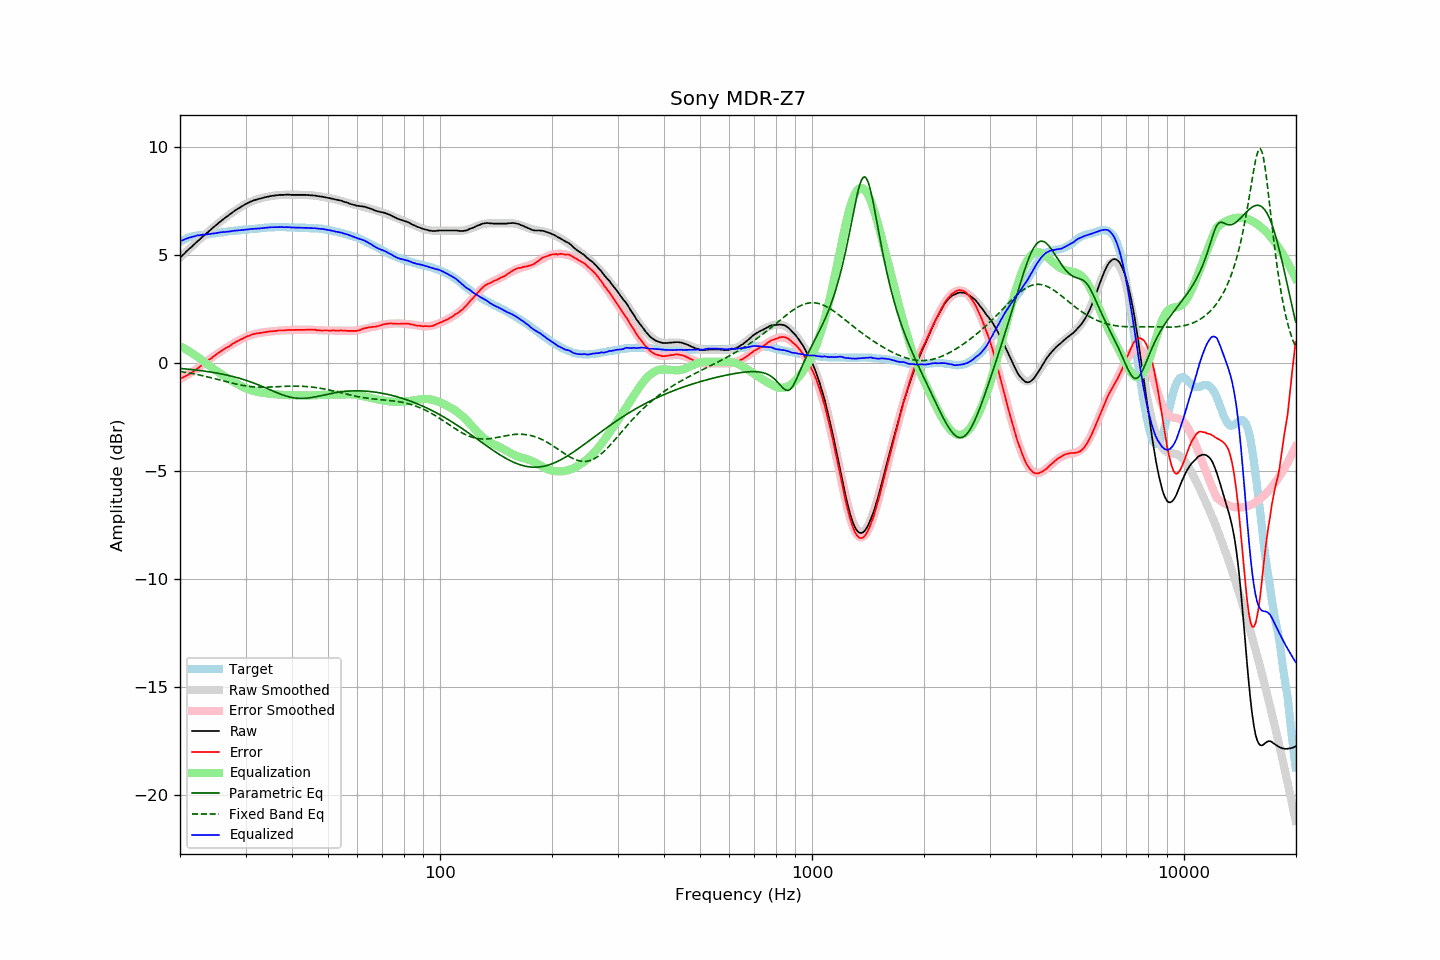 Sony MDR-Z7
10
5
0
−5
−10
−15
−20
Amplitude (dBr)
Target
Raw Smoothed
Error Smoothed
Raw
Error
Equalization
Parametric Eq
Fixed Band Eq
Equalized
100
1000
10000
Frequency (Hz)